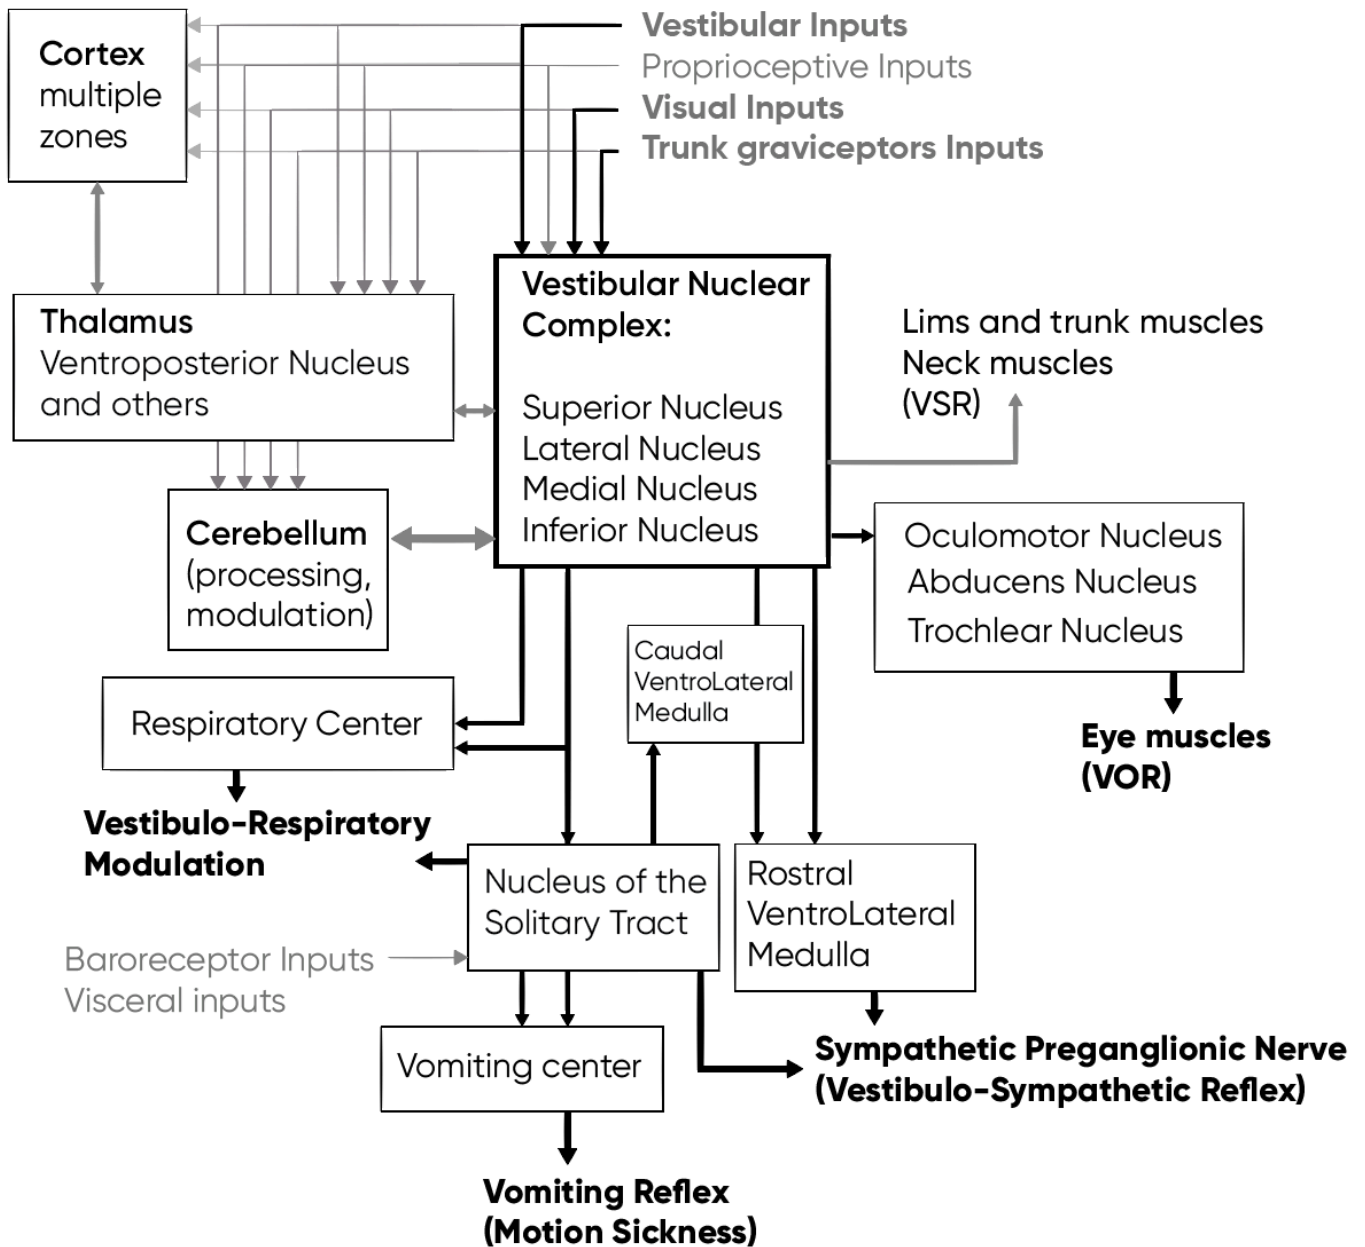 Cortex
multiple
zones
Vestibular Inputs
Proprioceptive Inputs
Visual Inputs
Trunk graviceptors Inputs
Thalamus
Ventroposterior Nucleus
and others
Vestibular Nuclear
Complex:
Superior Nucleus
Lateral Nucleus
Medial Nucleus
Inferior Nucleus
Lims and trunk muscles
Neck muscles
(VSR)
Cerebellum
(processing,
modulation)
Oculomotor Nucleus
Abducens Nucleus
Trochlear Nucleus
Caudal
VentroLateral
Medulla
Respiratory Center
Eye muscles
(VOR)
Vestibulo-Respiratory
Modulation
Nucleus of the
Solitary Tract
Rostral
VentroLateral
Medulla
Baroreceptor Inputs
Visceral inputs
Vomiting center
Sympathetic Preganglionic Nerve
(Vestibulo-Sympathetic Reflex)
Vomiting Reflex
(Motion Sickness)